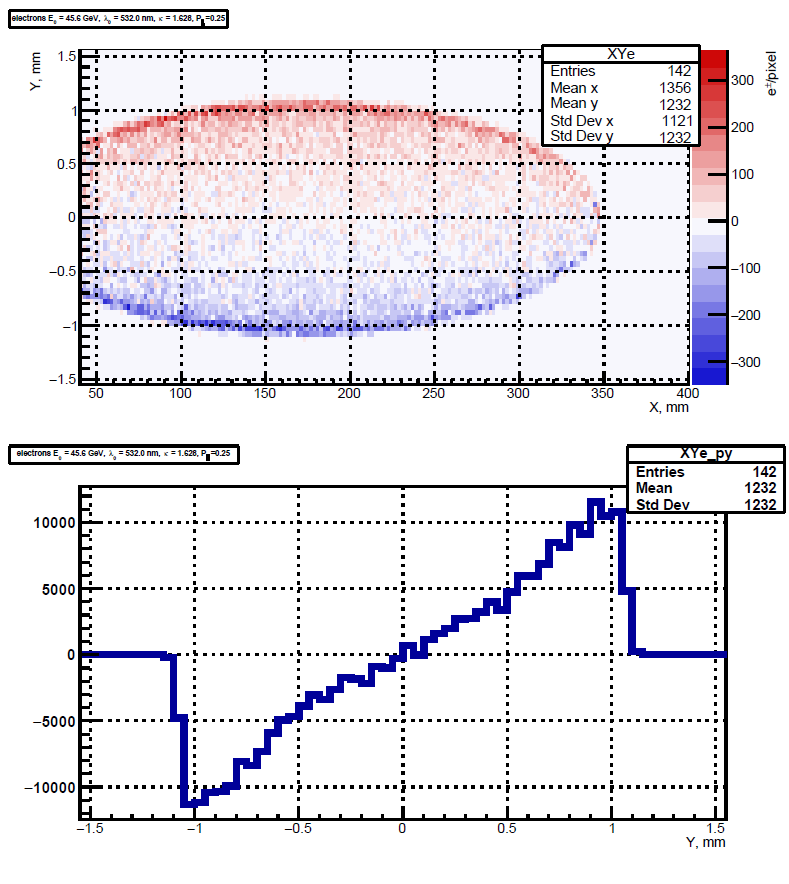 electrons E₀ = 45.6 GeV, λ₀ = 532.0 nm, κ = 1.628, P =0.25
XYe
Entries 142
Mean x 1356
Mean y 1232
Std Dev x 1121
Std Dev y 1232
Y, mm
1.5
1
0.5
0
−0.5
−1
−1.5
50 100 150 200 250 300 350 400
X, mm
e±/pixel
300
200
100
0
−100
−200
−300
electrons E₀ = 45.6 GeV, λ₀ = 532.0 nm, κ = 1.628, P =0.25
XYe_py
Entries 142
Mean 1232
Std Dev 1232
10000
5000
0
−5000
−10000
−1.5 −1 −0.5 0 0.5 1 1.5
Y, mm